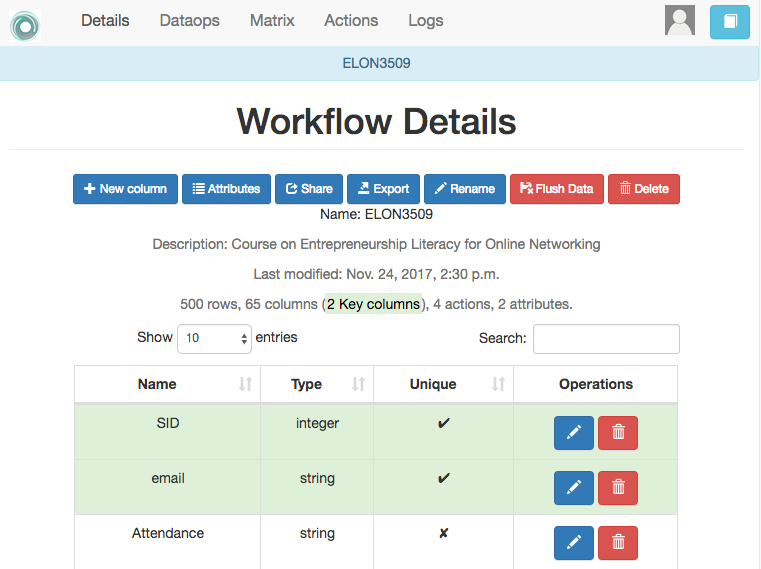 Details Dataops Matrix Actions Logs
ELON3509
Workflow Details
New column Attributes Share Export Rename Flush Data Delete
Name: ELON3509
Description: Course on Entrepreneurship Literacy for Online Networking
Last modified: Nov. 24, 2017, 2:30 p.m.
500 rows, 65 columns (2 Key columns), 4 actions, 2 attributes.
Show 10 entries Search:
Name Type Unique Operations
SID integer ✔
email string ✔
Attendance string ✘